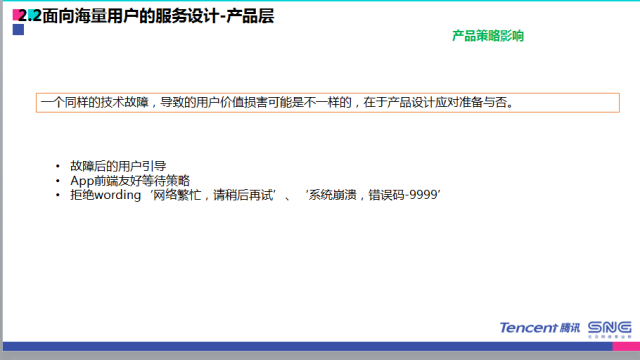 2.2面向海量用户的服务设计-产品层
产品策略影响
一个同样的技术故障，导致的用户价值损害可能是不一样的，在于产品设计应对准备与否。
• 故障后的用户引导
• App前端友好等待策略
• 拒绝wording‘网络繁忙，请稍后再试’、‘系统崩溃，错误码-9999’
Tencent 腾讯 SNG